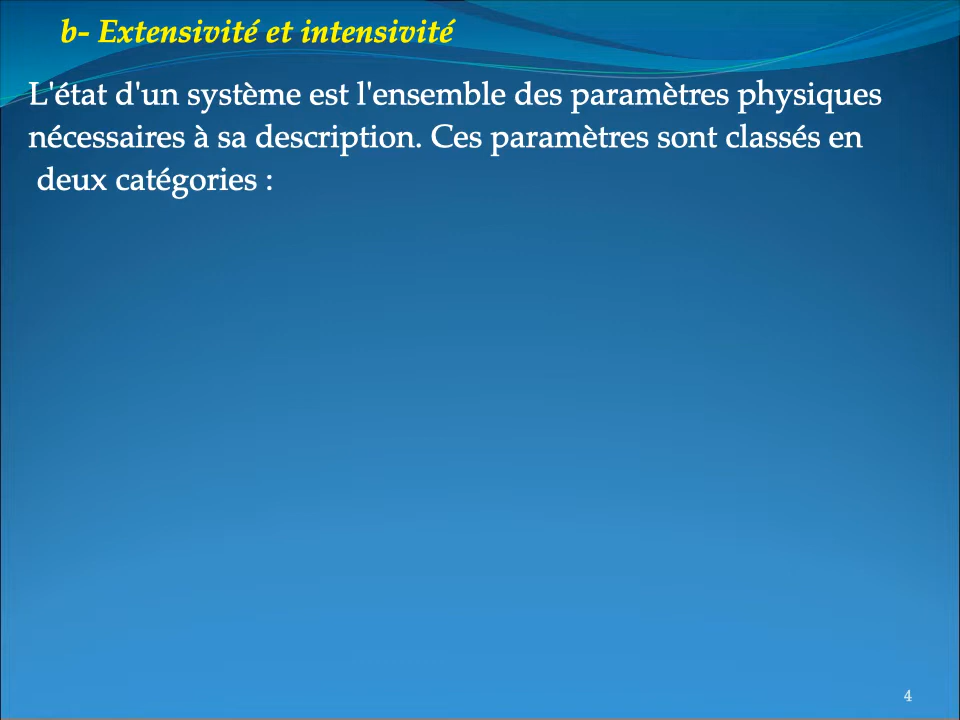 b- Extensivité et intensivité
L'état d'un système est l'ensemble des paramètres physiques
nécessaires à sa description. Ces paramètres sont classés en
deux catégories :
4